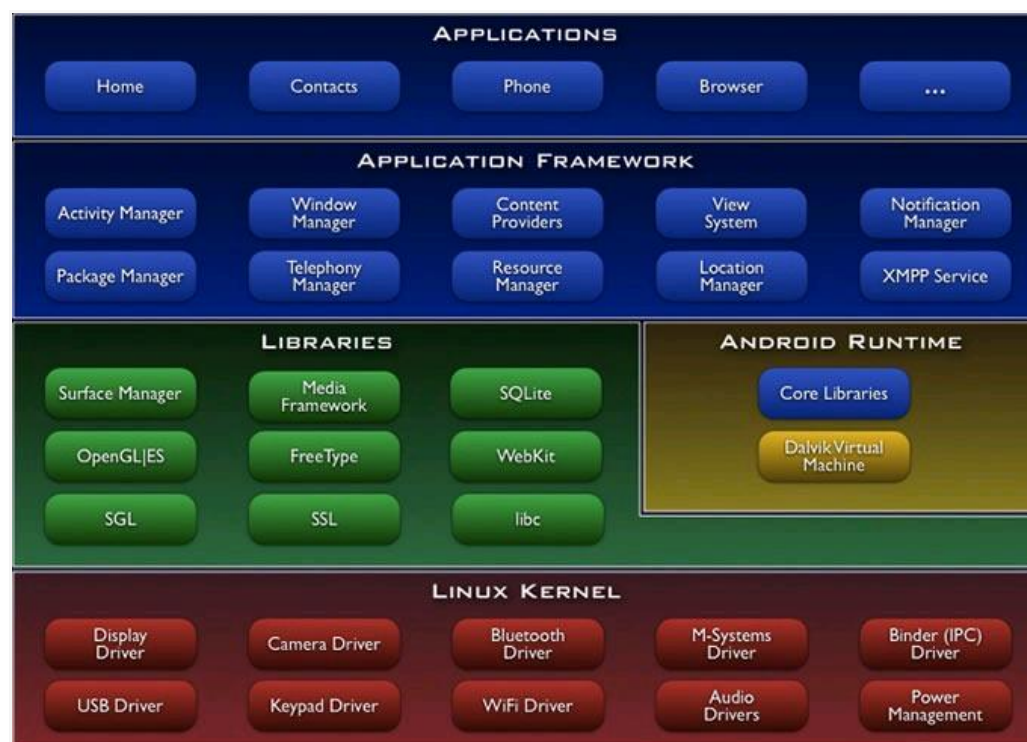 APPLICATIONS
Home
Contacts
Phone
Browser
...
APPLICATION FRAMEWORK
Activity Manager
Window
Manager
Content
Providers
View
System
Notification
Manager
Package Manager
Telephony
Manager
Resource
Manager
Location
Manager
XMPP Service
LIBRARIES
Surface Manager
Media
Framework
SQLite
OpenGL|ES
FreeType
WebKit
SGL
SSL
libc
ANDROID RUNTIME
Core Libraries
Dalvik Virtual
Machine
LINUX KERNEL
Display
Driver
Camera Driver
Bluetooth
Driver
M-Systems
Driver
Binder (IPC)
Driver
USB Driver
Keypad Driver
WiFi Driver
Audio
Drivers
Power
Management